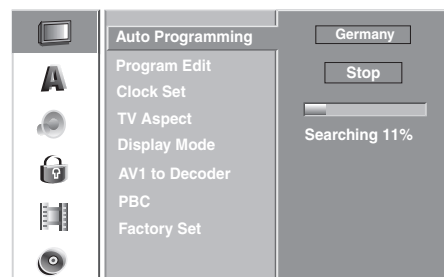 A
Auto Programming
Program Edit
Clock Set
TV Aspect
Display Mode
AV1 to Decoder
PBC
Factory Set
Germany
Stop
Searching 11%